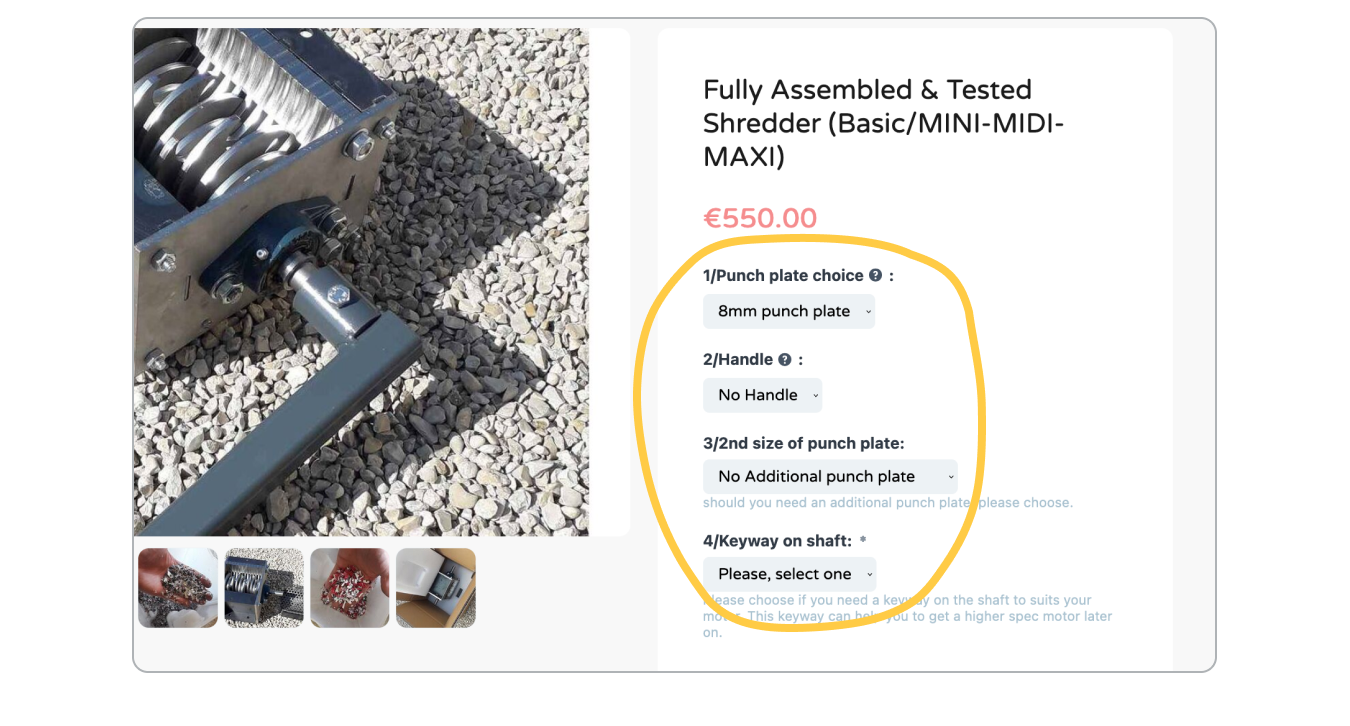 Fully Assembled & Tested
Shredder (Basic/MINI-MIDI-
MAXI)
€550.00
1/Punch plate choice ? :
8mm punch plate
2/Handle ? :
No Handle
3/2nd size of punch plate:
No Additional punch plate
should you need an additional punch plate, please choose.
4/Keyway on shaft: *
Please, select one
Please choose if you need a keyway on the shaft to suits your
motor. This keyway can help you to get a higher spec motor later
on.